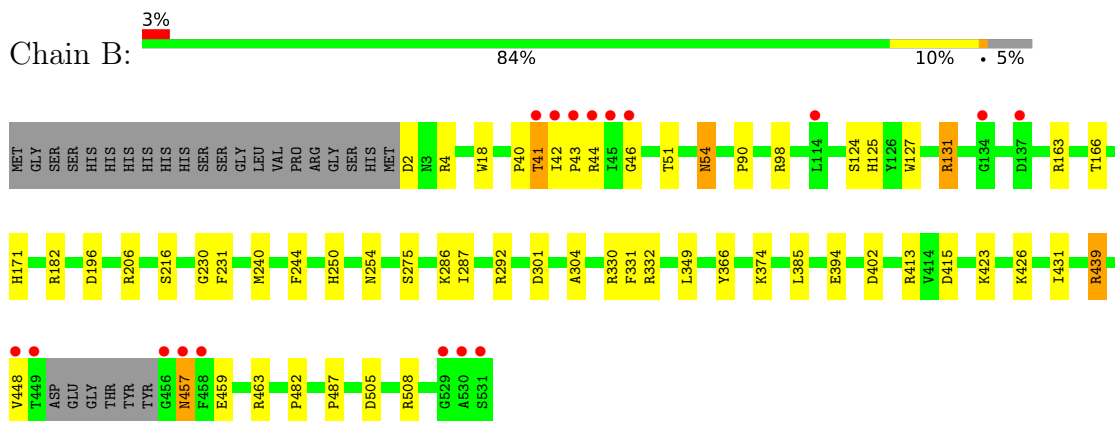 3%
Chain B:
84% 10% • 5%
MET GLY SER SER HIS HIS HIS HIS HIS HIS SER SER GLY LEU VAL PRO ARG GLY SER HIS MET D2 N3 R4 W18 P40 T41 I42 P43 R44 I45 G46 T51 N54 P90 R98 L114 S124 H125 Y126 W127 R131 G134 D137 R163 T166
H171 R182 D196 R206 S216 G230 F231 M240 F244 H250 N254 S275 K286 I287 R292 D301 A304 R330 F331 R332 L349 Y366 K374 L385 E394 D402 R413 V414 D415 K423 K426 I431 R439
V448 T449 ASP GLU GLY THR TYR TYR G456 N457 F458 E459 R463 P482 P487 D505 R508 G529 A530 S531